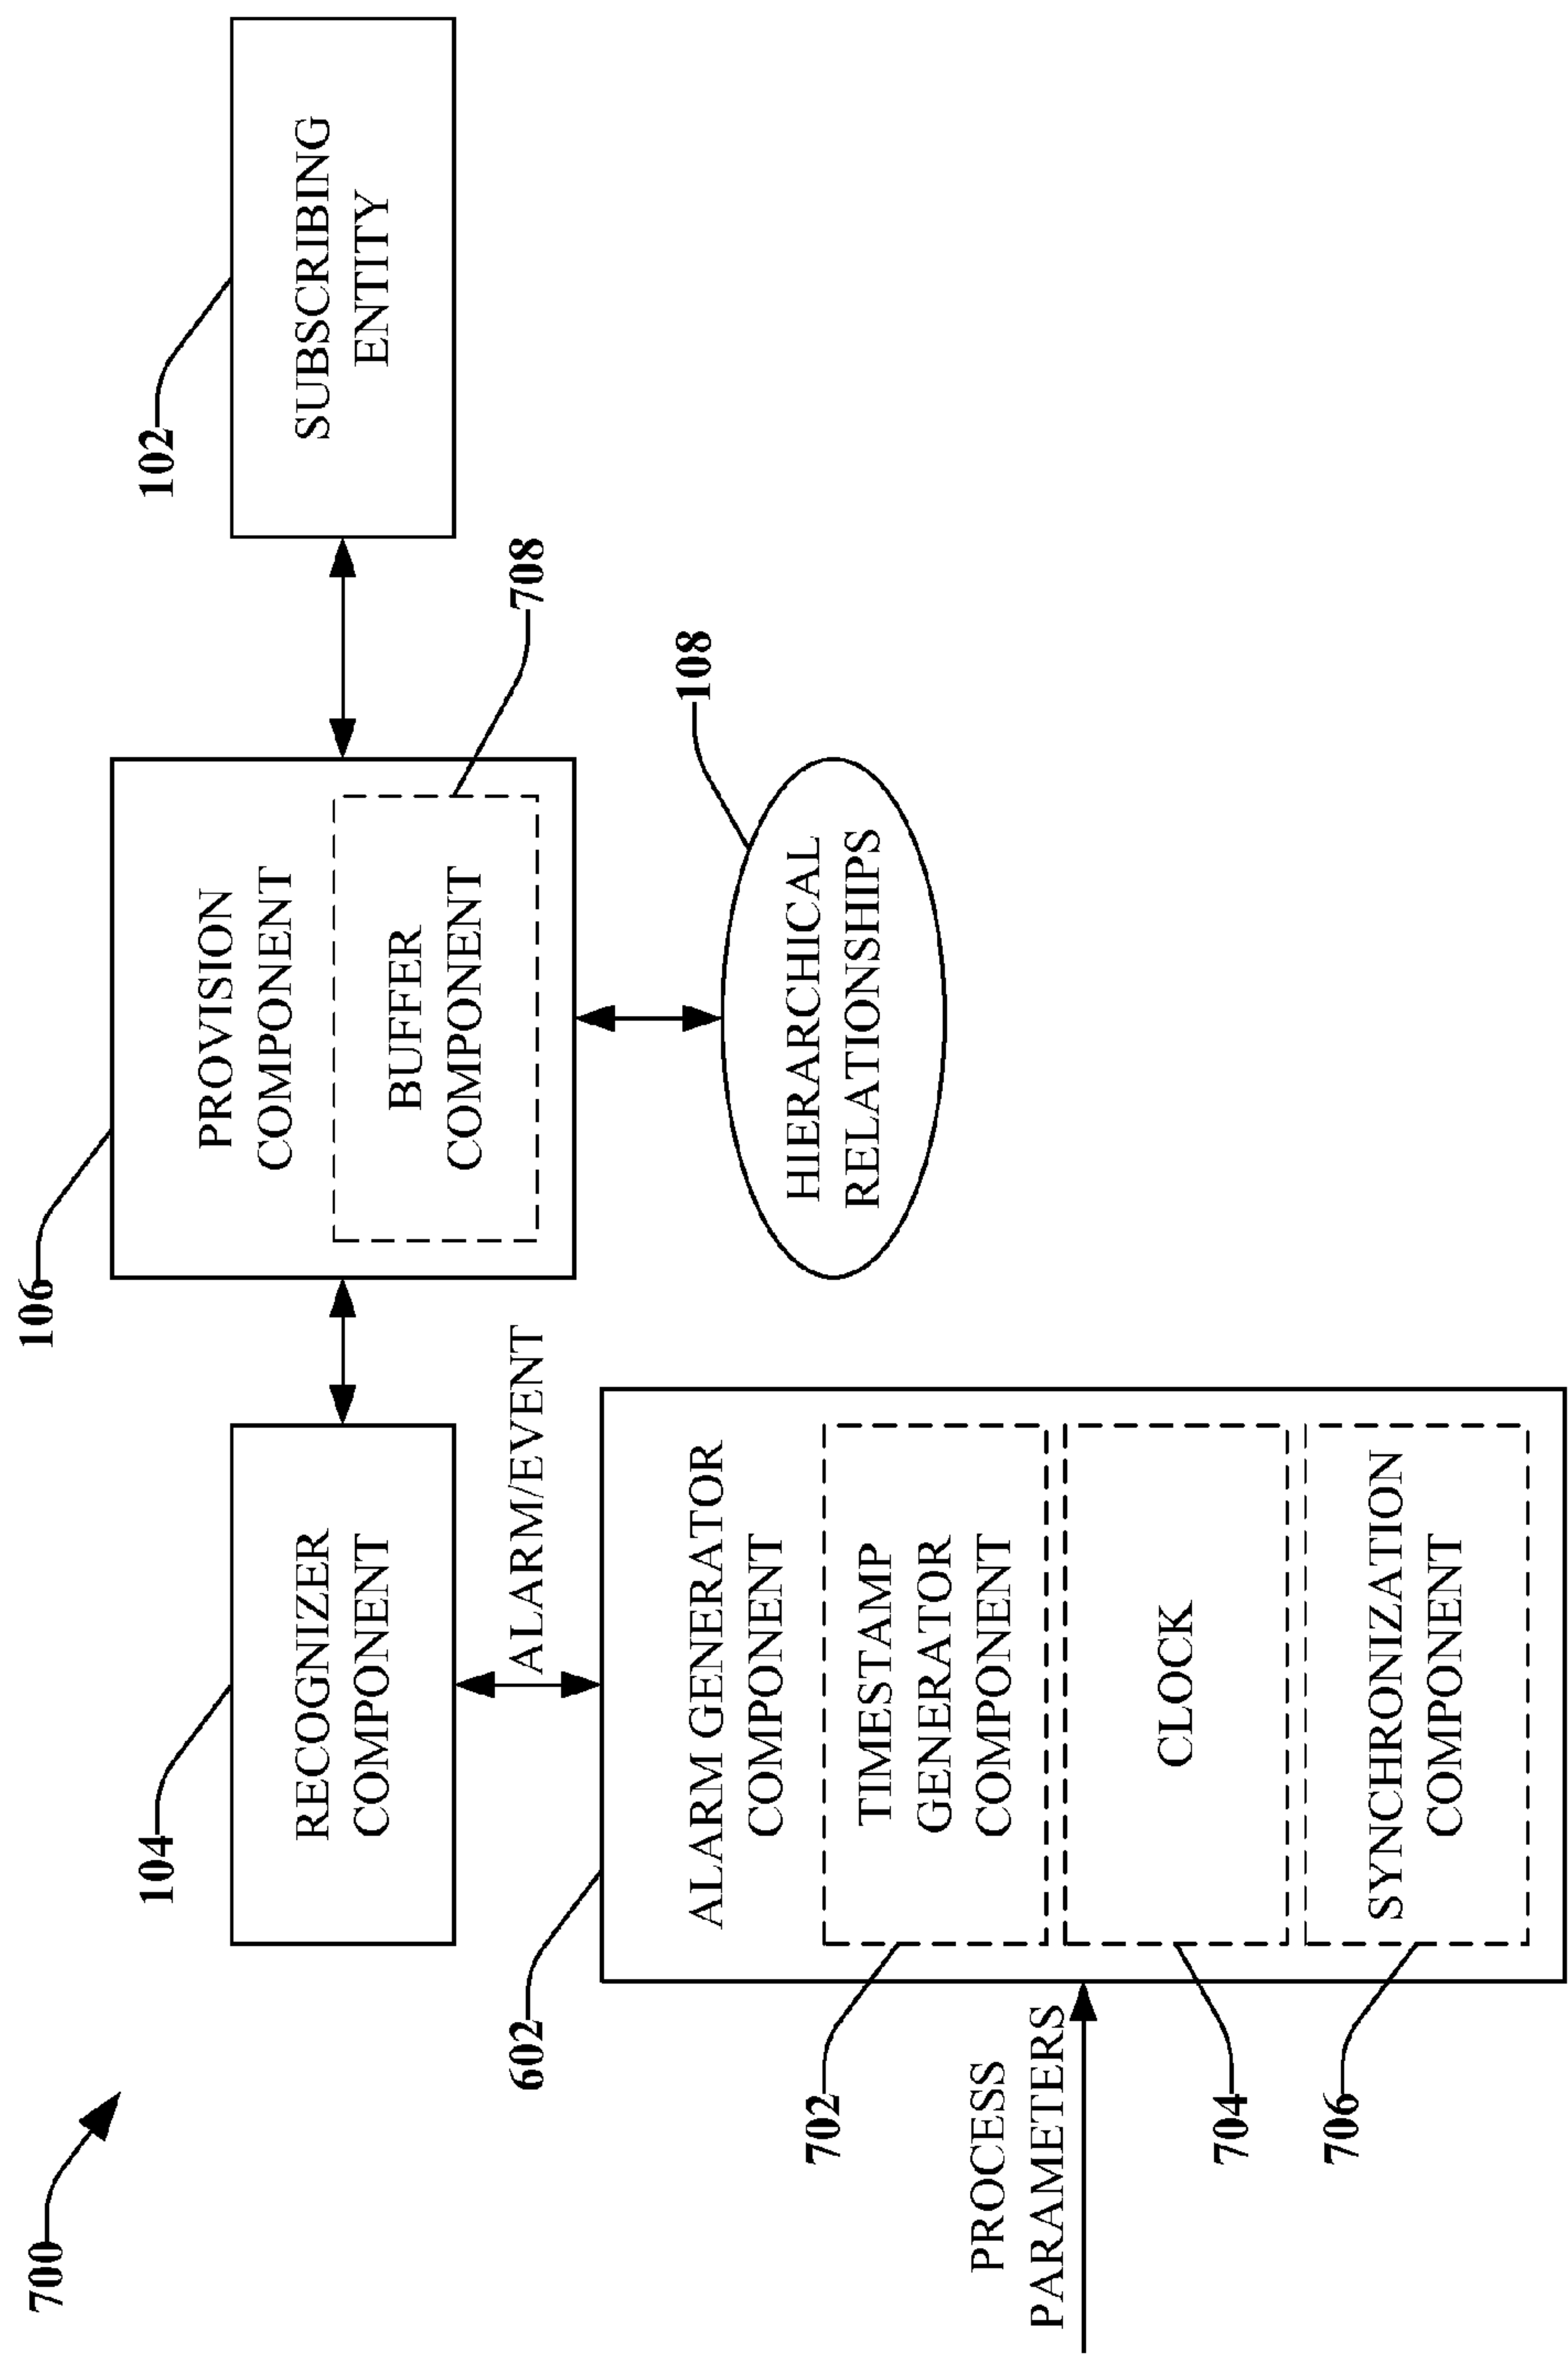 700
106
104
RECOGNIZER
COMPONENT
PROVISION
COMPONENT
BUFFER
COMPONENT
102
SUBSCRIBING
ENTITY
708
ALARM/EVENT
602
ALARM GENERATOR
COMPONENT
108
HIERARCHICAL
RELATIONSHIPS
702
TIMESTAMP
GENERATOR
COMPONENT
PROCESS
PARAMETERS
704
CLOCK
706
SYNCHRONIZATION
COMPONENT